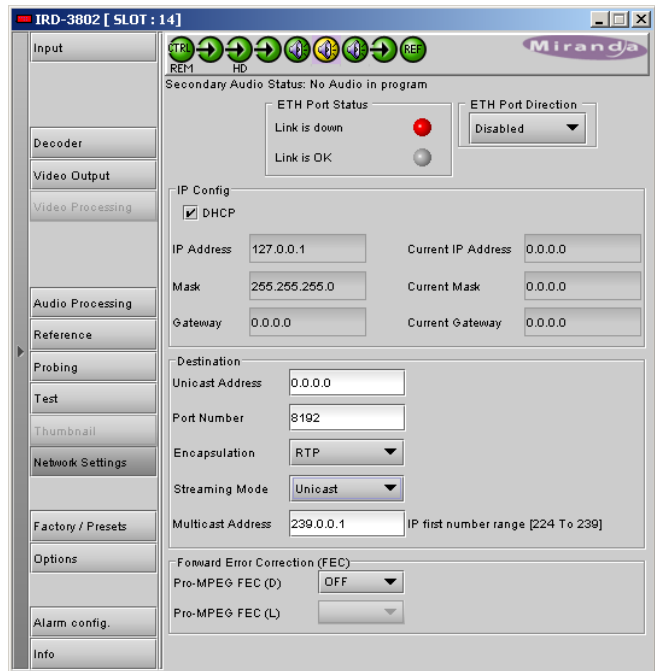 IRD-3802 [ SLOT : 14]
Input
CTRL
REF
REM
HD
Miranda
Secondary Audio Status: No Audio in program
ETH Port Status
ETH Port Direction
Link is down
Disabled
Link is OK
Decoder
Video Output
Video Processing
Audio Processing
Reference
Probing
Test
Thumbnail
Network Settings
Factory / Presets
Options
Alarm config.
Info
IP Config
DHCP
IP Address 127.0.0.1 Current IP Address 0.0.0.0
Mask 255.255.255.0 Current Mask 0.0.0.0
Gateway 0.0.0.0 Current Gateway 0.0.0.0
Destination
Unicast Address 0.0.0.0
Port Number 8192
Encapsulation RTP
Streaming Mode Unicast
Multicast Address 239.0.0.1 IP first number range [224 To 239]
Forward Error Correction (FEC)
Pro-MPEG FEC (D) OFF
Pro-MPEG FEC (L)